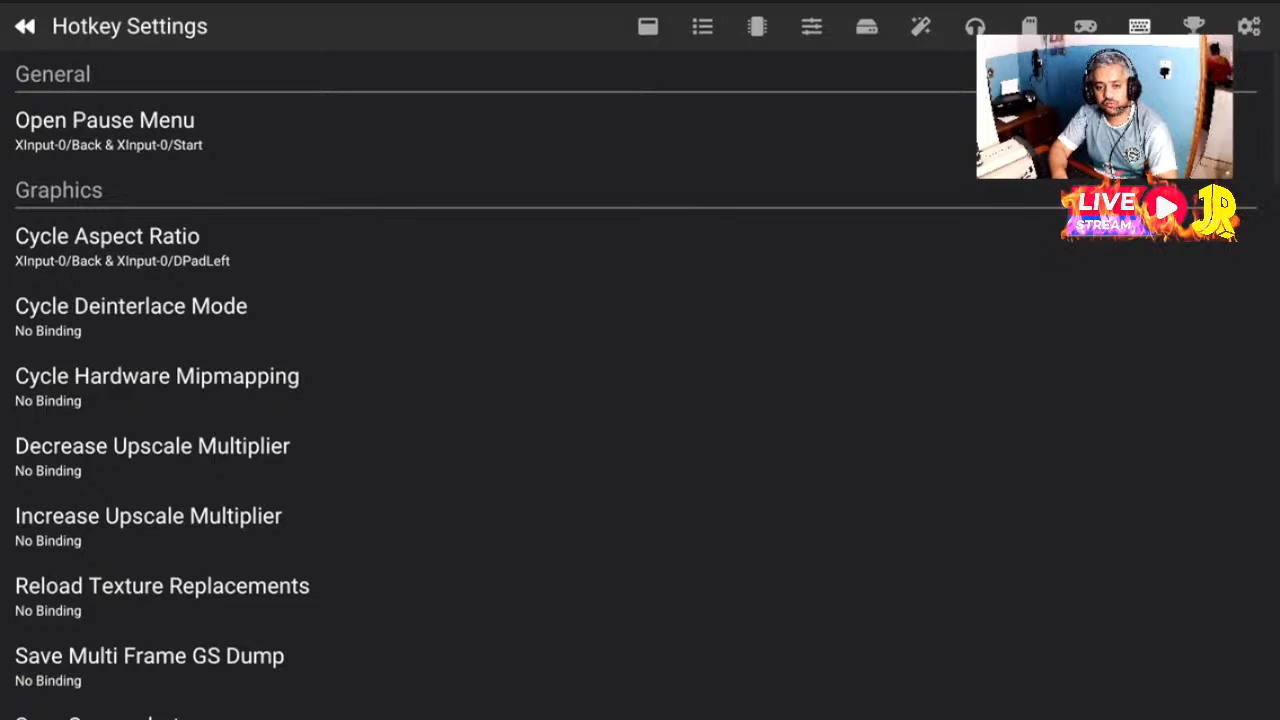 Hotkey Settings
General
Open Pause Menu
XInput-0/Back & XInput-0/Start
Graphics
LIVE
STREAM
JR
Cycle Aspect Ratio
XInput-0/Back & XInput-0/DPadLeft
Cycle Deinterlace Mode
No Binding
Cycle Hardware Mipmapping
No Binding
Decrease Upscale Multiplier
No Binding
Increase Upscale Multiplier
No Binding
Reload Texture Replacements
No Binding
Save Multi Frame GS Dump
No Binding